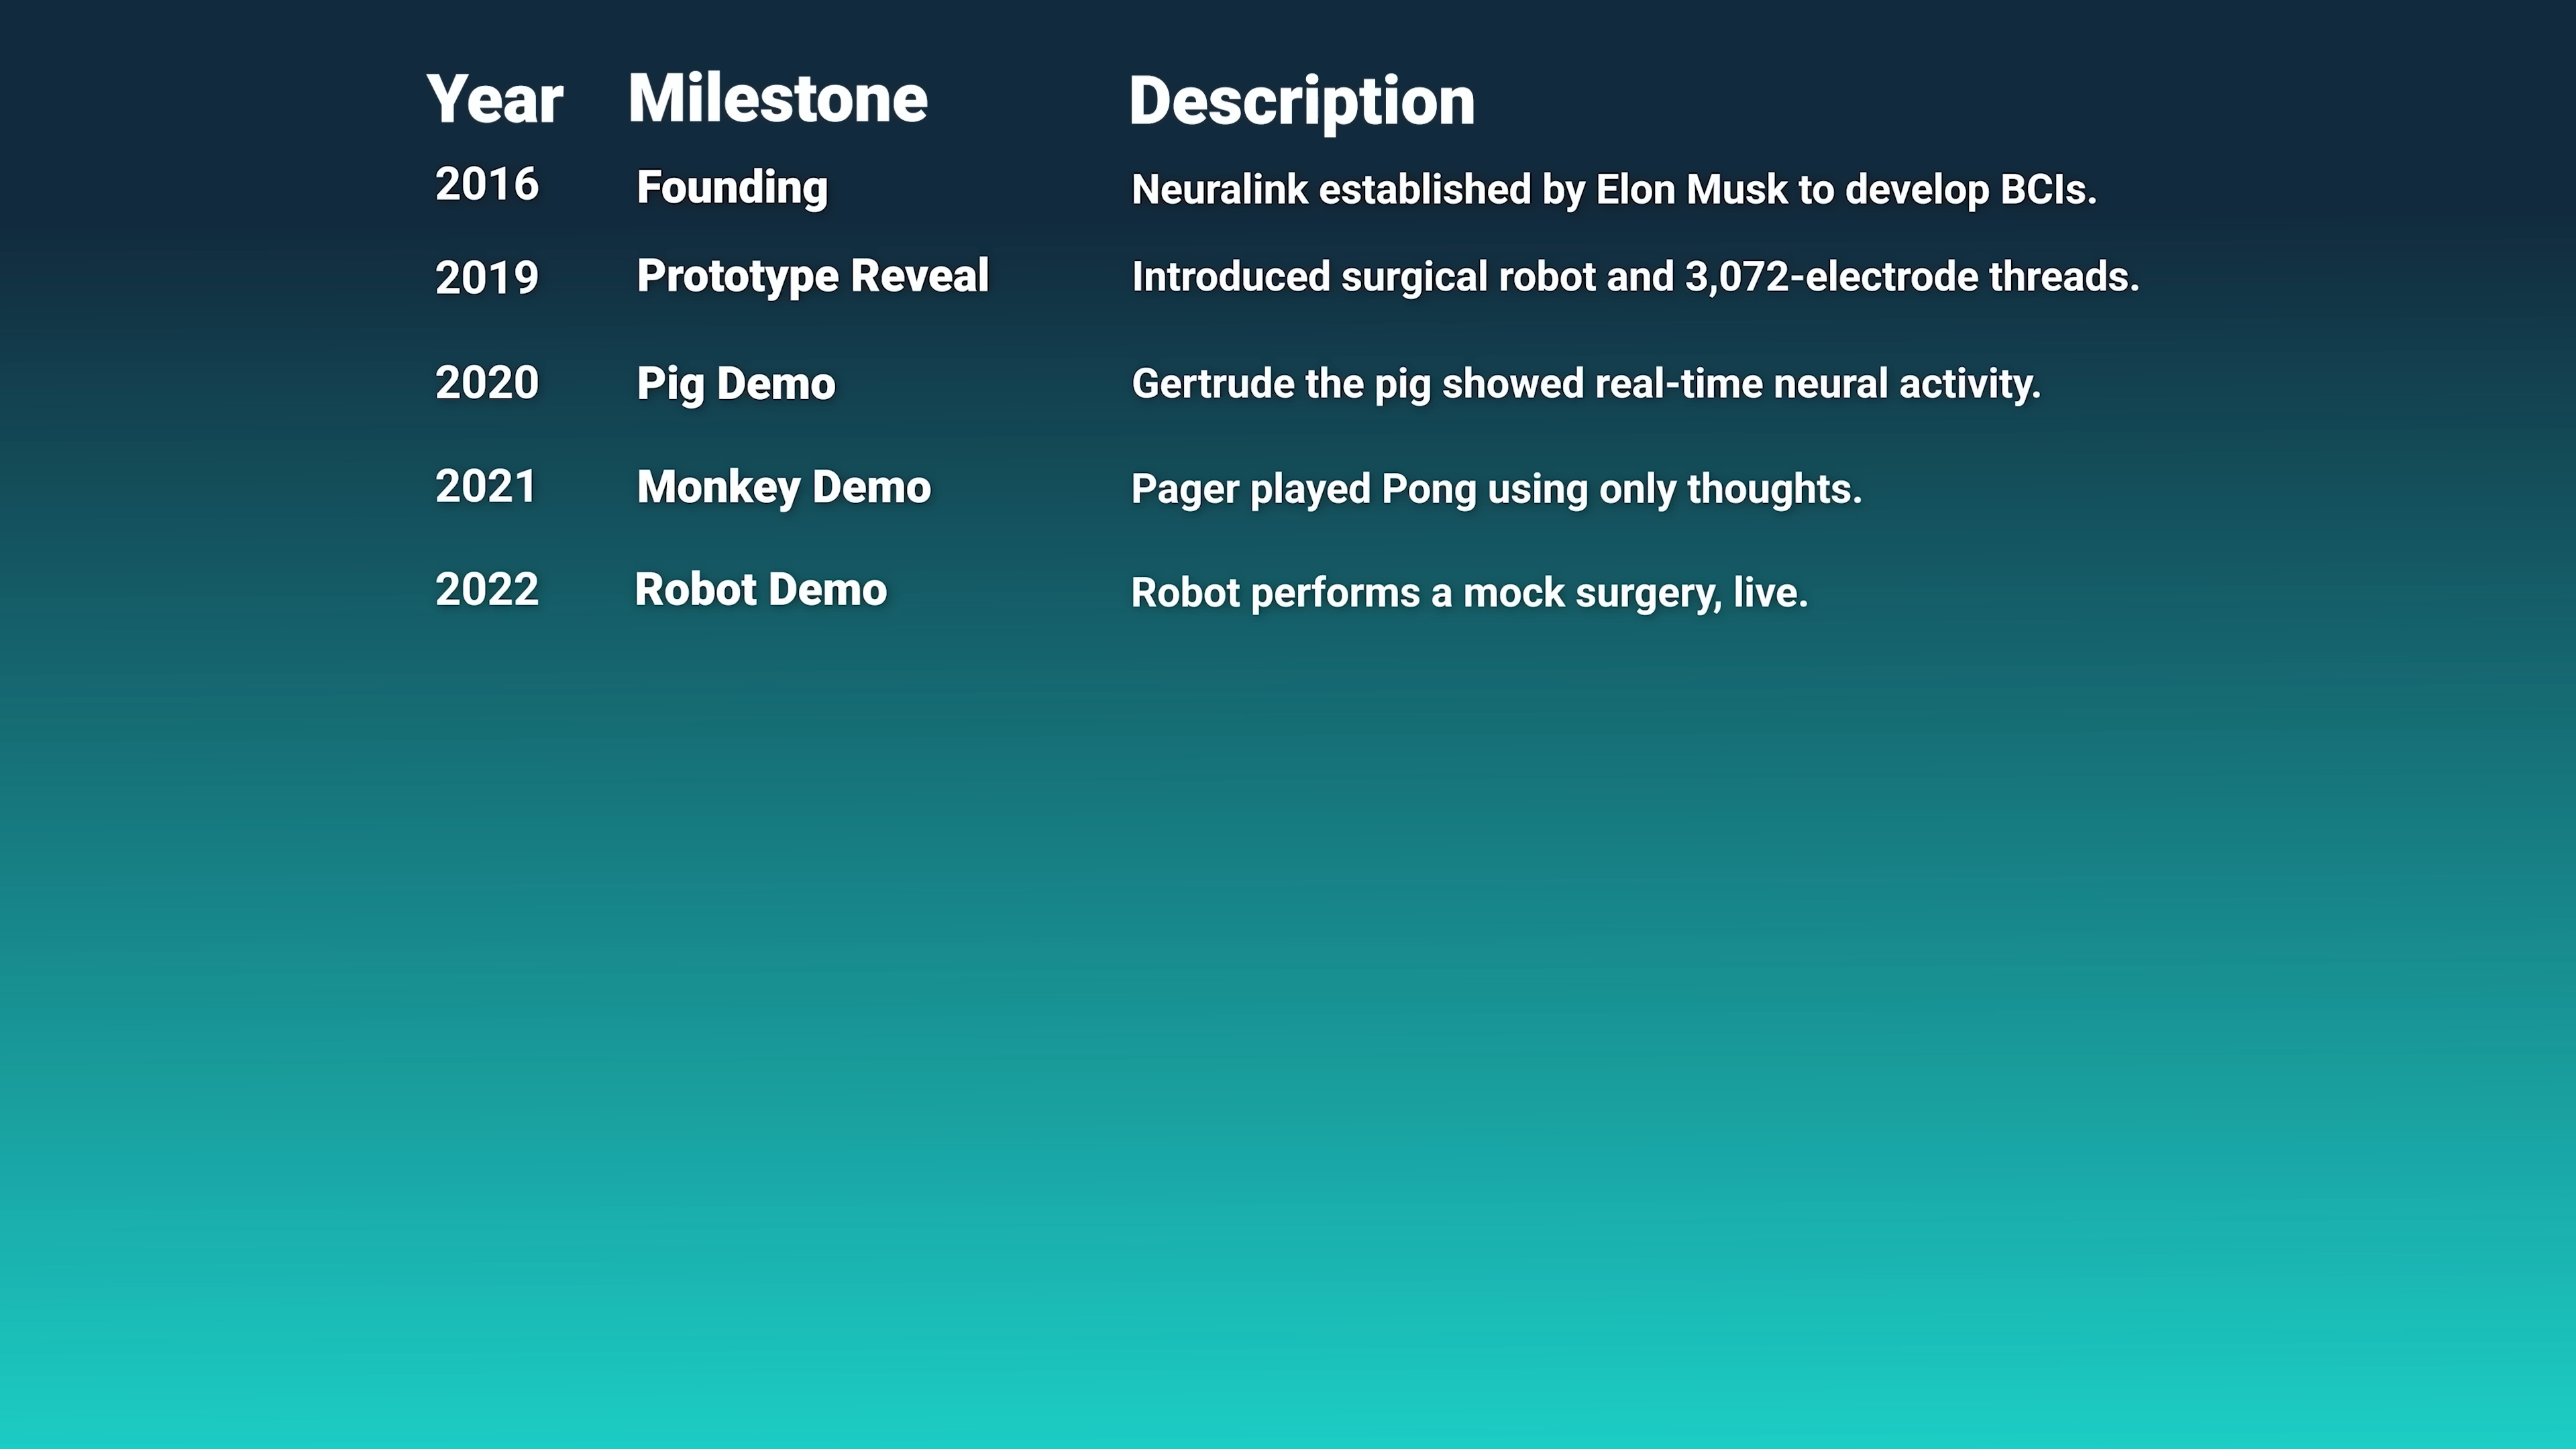 Year Milestone Description
2016 Founding Neuralink established by Elon Musk to develop BCIs.
2019 Prototype Reveal Introduced surgical robot and 3,072-electrode threads.
2020 Pig Demo Gertrude the pig showed real-time neural activity.
2021 Monkey Demo Pager played Pong using only thoughts.
2022 Robot Demo Robot performs a mock surgery, live.